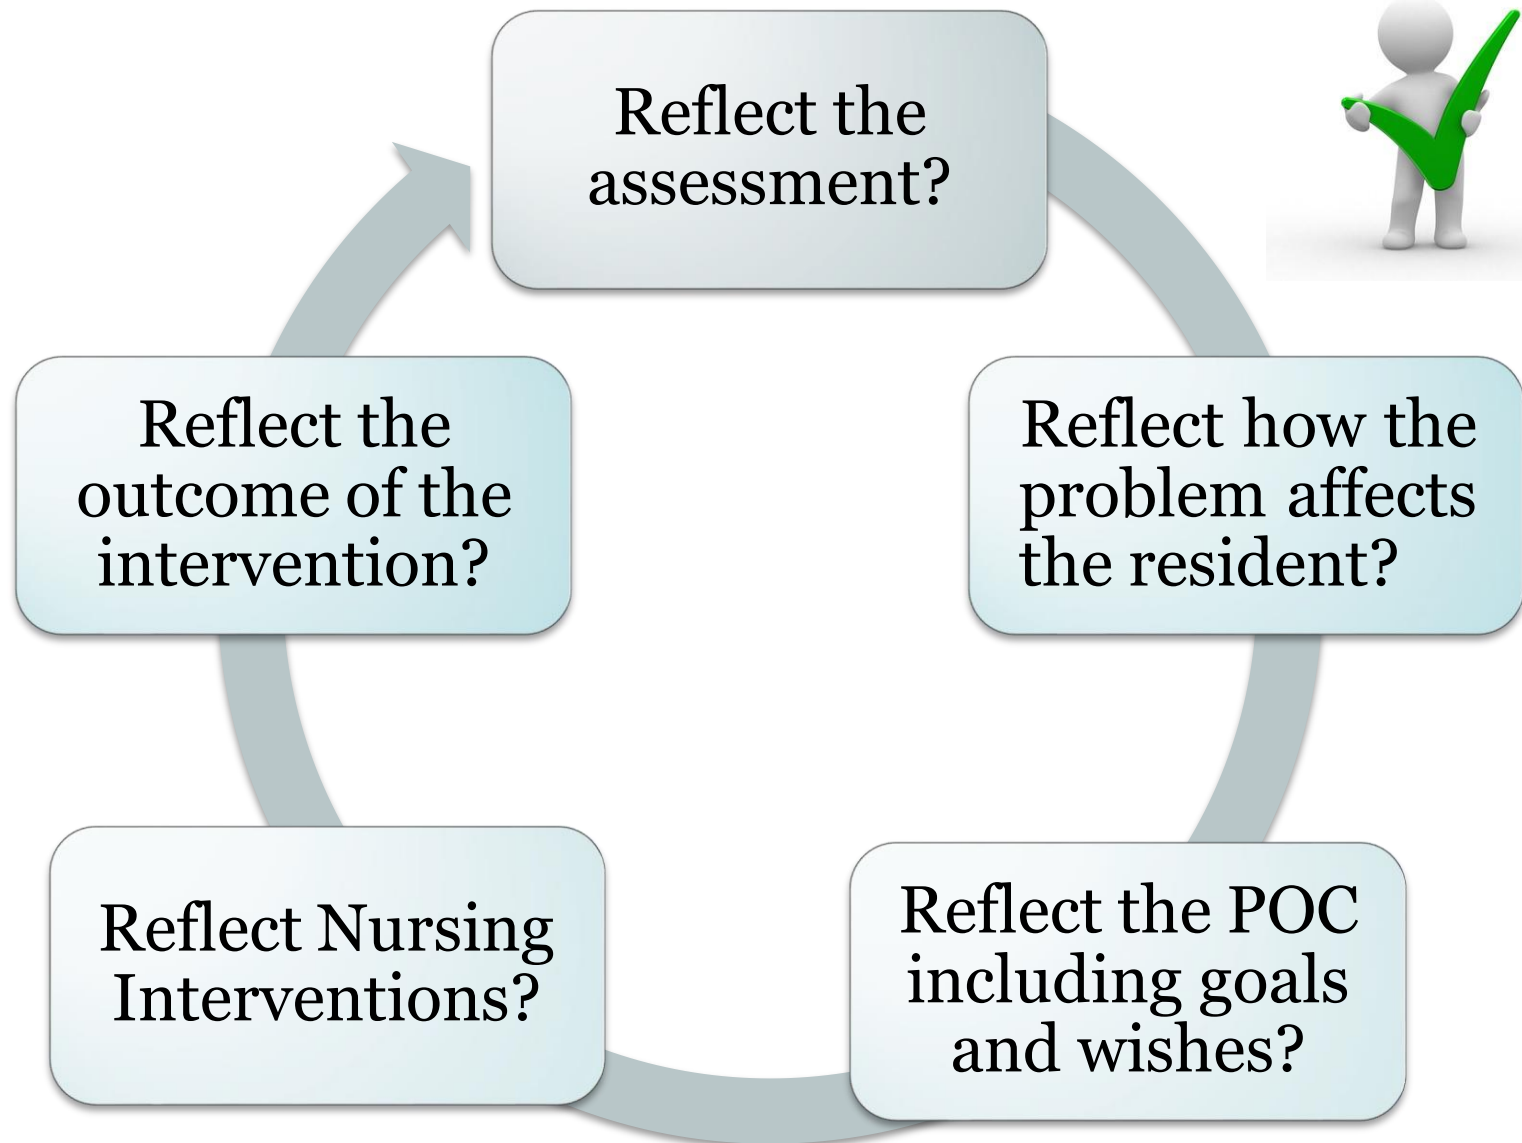 Reflect the
assessment?
Reflect how the
problem affects
the resident?
Reflect the POC
including goals
and wishes?
Reflect Nursing
Interventions?
Reflect the
outcome of the
intervention?